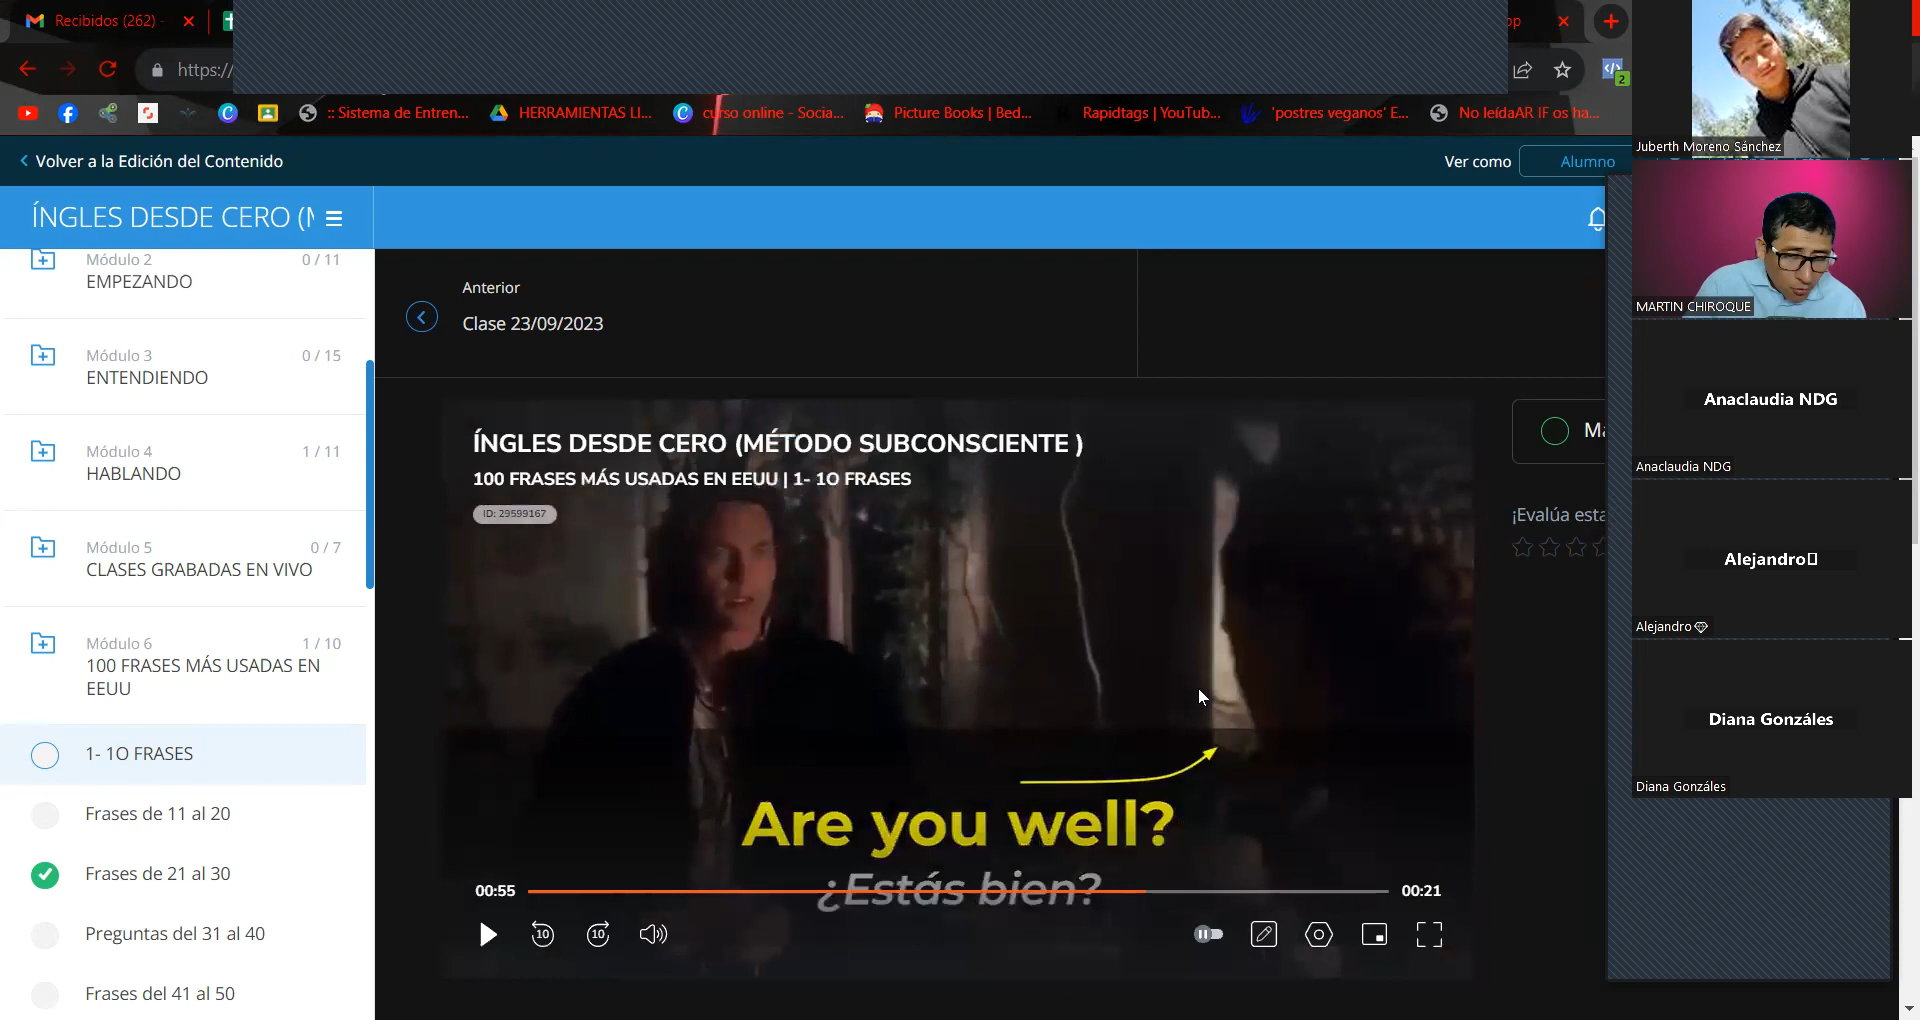 Recibidos (262) -
op
https://
2
:: Sistema de Entren...
HERRAMIENTAS LI...
curso online - Socia...
Picture Books | Bed...
Rapidtags | YouTub...
'postres veganos' E...
No leídaAR IF os ha...
Volver a la Edición del Contenido
Ver como
Alumno
ÍNGLES DESDE CERO (M
Módulo 2
0 / 11
EMPEZANDO
Módulo 3
0 / 15
ENTENDIENDO
Módulo 4
1 / 11
HABLANDO
Módulo 5
0 / 7
CLASES GRABADAS EN VIVO
Módulo 6
1 / 10
100 FRASES MÁS USADAS EN
EEUU
1- 1O FRASES
Frases de 11 al 20
Frases de 21 al 30
Preguntas del 31 al 40
Frases del 41 al 50
Anterior
Clase 23/09/2023
ÍNGLES DESDE CERO (MÉTODO SUBCONSCIENTE )
100 FRASES MÁS USADAS EN EEUU | 1- 1O FRASES
ID: 29599167
Are you well?
¿Estás bien?
00:55
00:21
10
10
Ma
¡Evalúa esta
Juberth Moreno Sánchez
MARTIN CHIROQUE
Anaclaudia NDG
Anaclaudia NDG
Alejandro
Alejandro
Diana Gonzáles
Diana Gonzáles